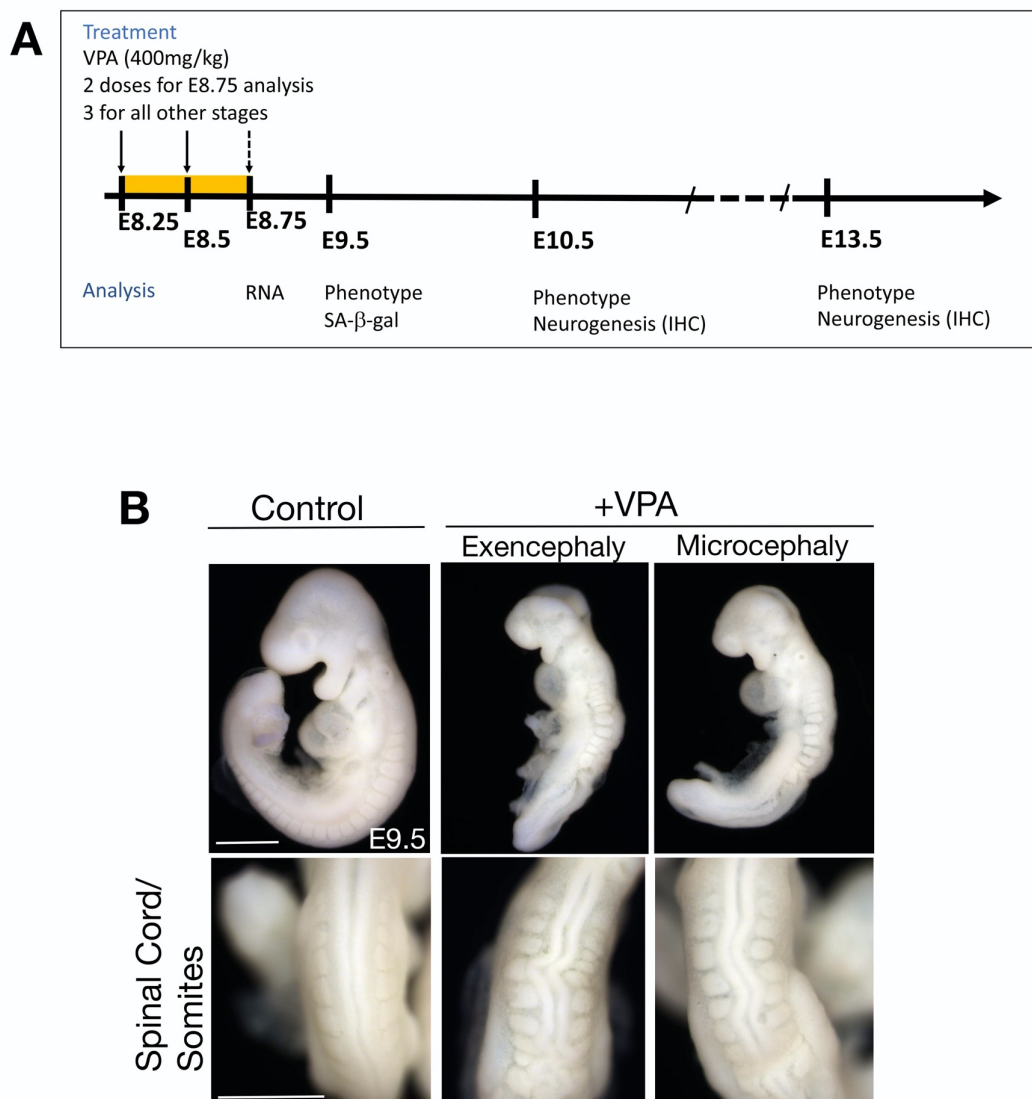 A
Treatment
VPA (400mg/kg)
2 doses for E8.75 analysis
3 for all other stages
E8.25
E8.5
E8.75
E9.5
E10.5
E13.5
Analysis
RNA
Phenotype
SA-β-gal
Phenotype
Neurogenesis (IHC)
Phenotype
Neurogenesis (IHC)
B
Control
+VPA
Exencephaly
Microcephaly
E9.5
Spinal Cord/
Somites